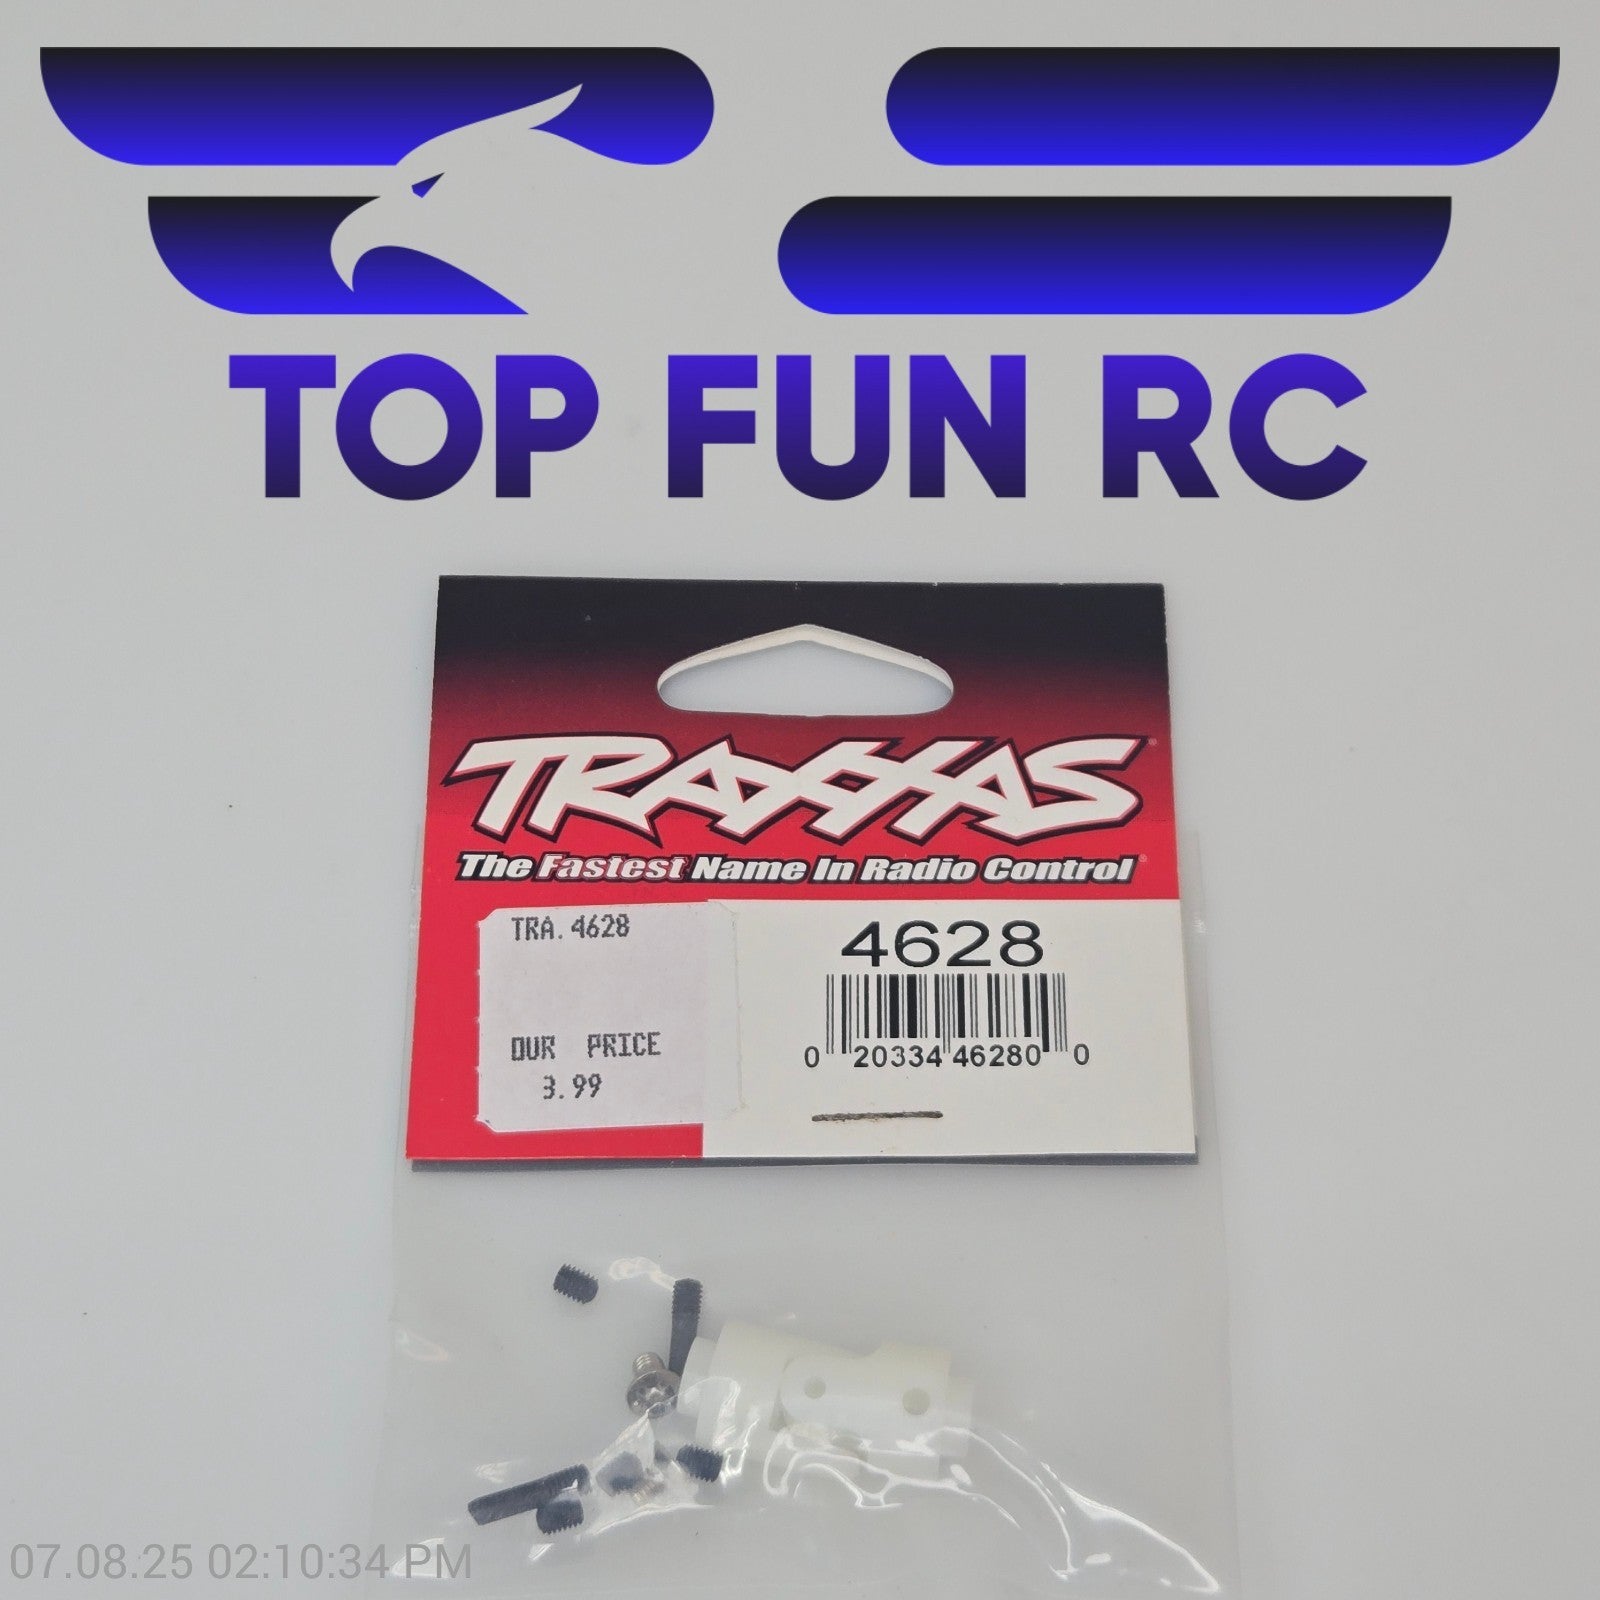 TOP FUN RC
TRAXXAS
The Fastest Name In Radio Control
TRA.4628
OUR PRICE
3.99
4628
0 20334 46280 0
07.08.25 02:10:34 PM